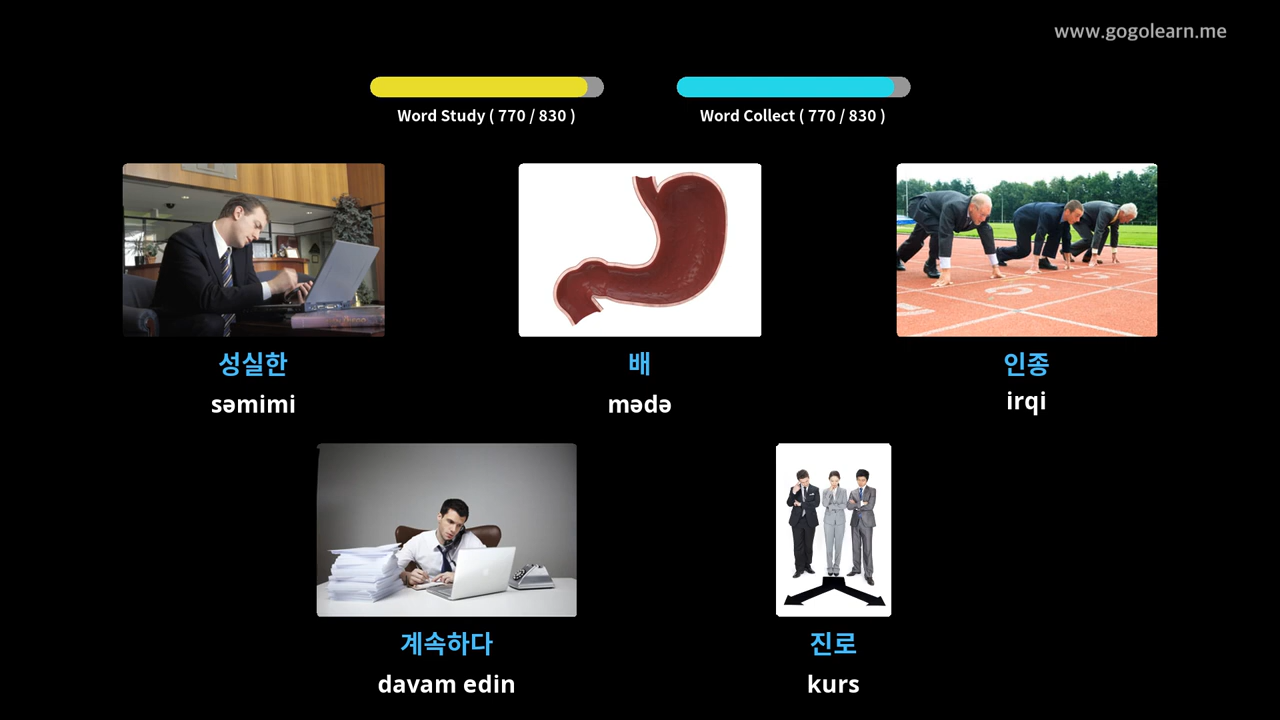 www.gogolearn.me
Word Study ( 770 / 830 )
Word Collect ( 770 / 830 )
성실한
səmimi
배
mədə
인종
irqi
계속하다
davam edin
진로
kurs